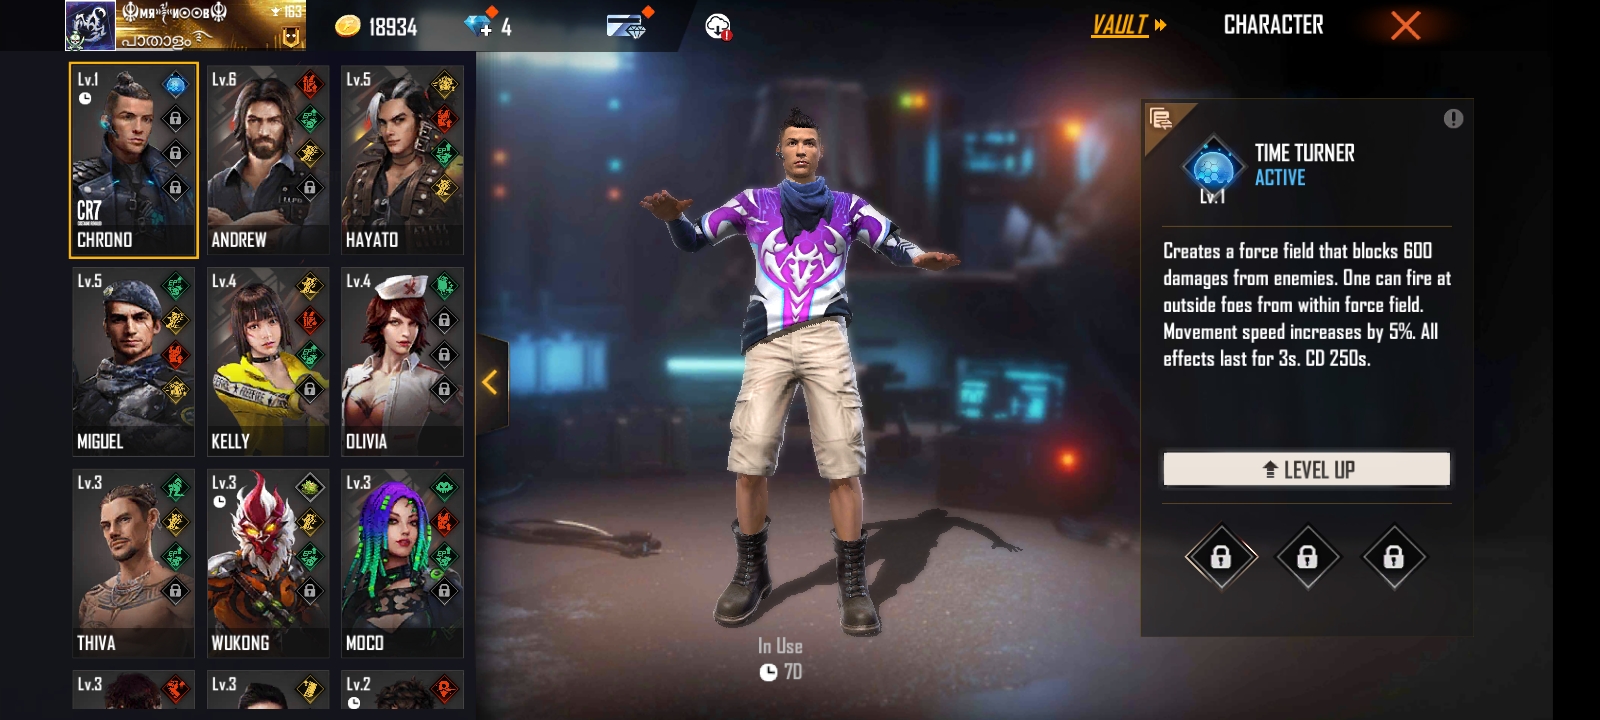 163
പാതാളം
18934
4
VAULT
CHARACTER
Lv.1
CR7
CHRONO
Lv.6
ANDREW
Lv.5
HAYATO
Lv.5
MIGUEL
Lv.4
KELLY
Lv.4
OLIVIA
Lv.3
THIVA
Lv.3
WUKONG
Lv.3
MOCO
Lv.3
Lv.3
Lv.2
In Use
7D
TIME TURNER
ACTIVE
Lv.1
Creates a force field that blocks 600
damages from enemies. One can fire at
outside foes from within force field.
Movement speed increases by 5%. All
effects last for 3s. CD 250s.
LEVEL UP